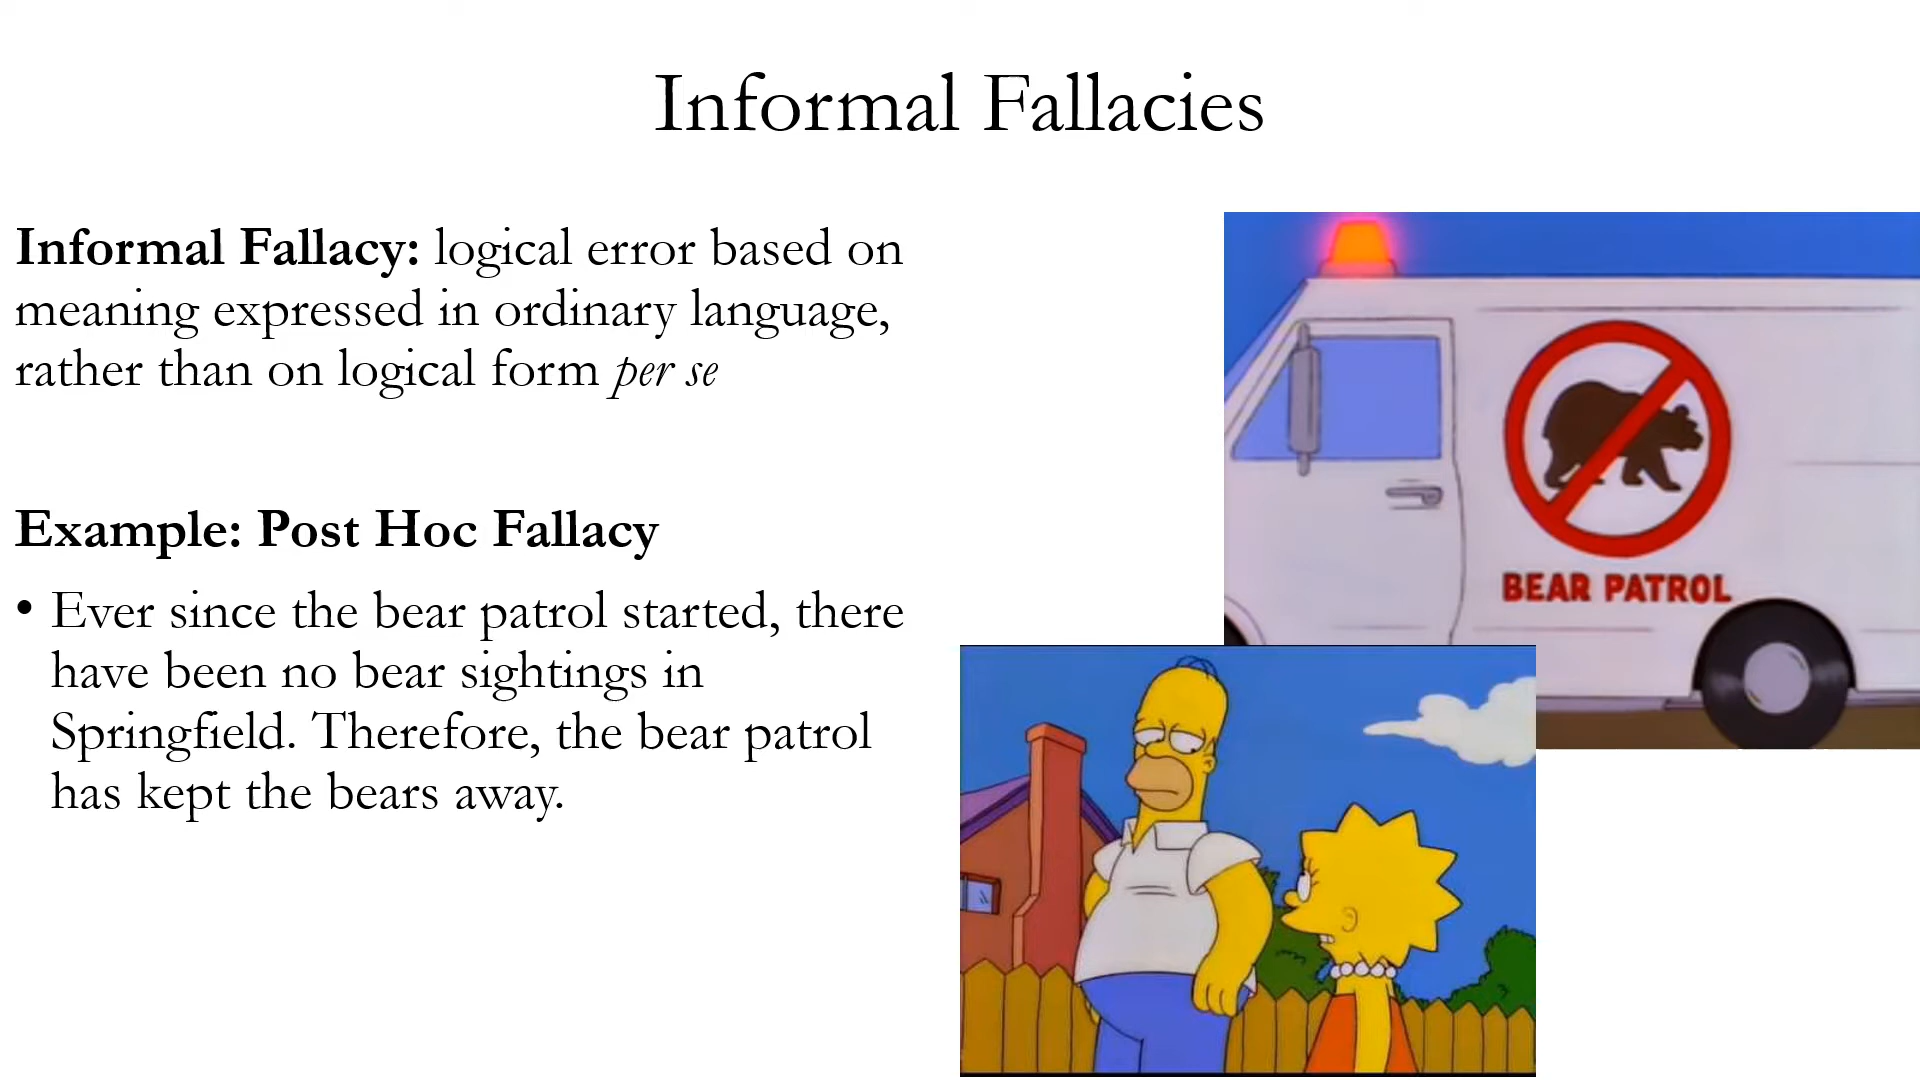 Informal Fallacies
Informal Fallacy: logical error based on
meaning expressed in ordinary language,
rather than on logical form per se
Example: Post Hoc Fallacy
• Ever since the bear patrol started, there
have been no bear sightings in
Springfield. Therefore, the bear patrol
has kept the bears away.
BEAR PATROL